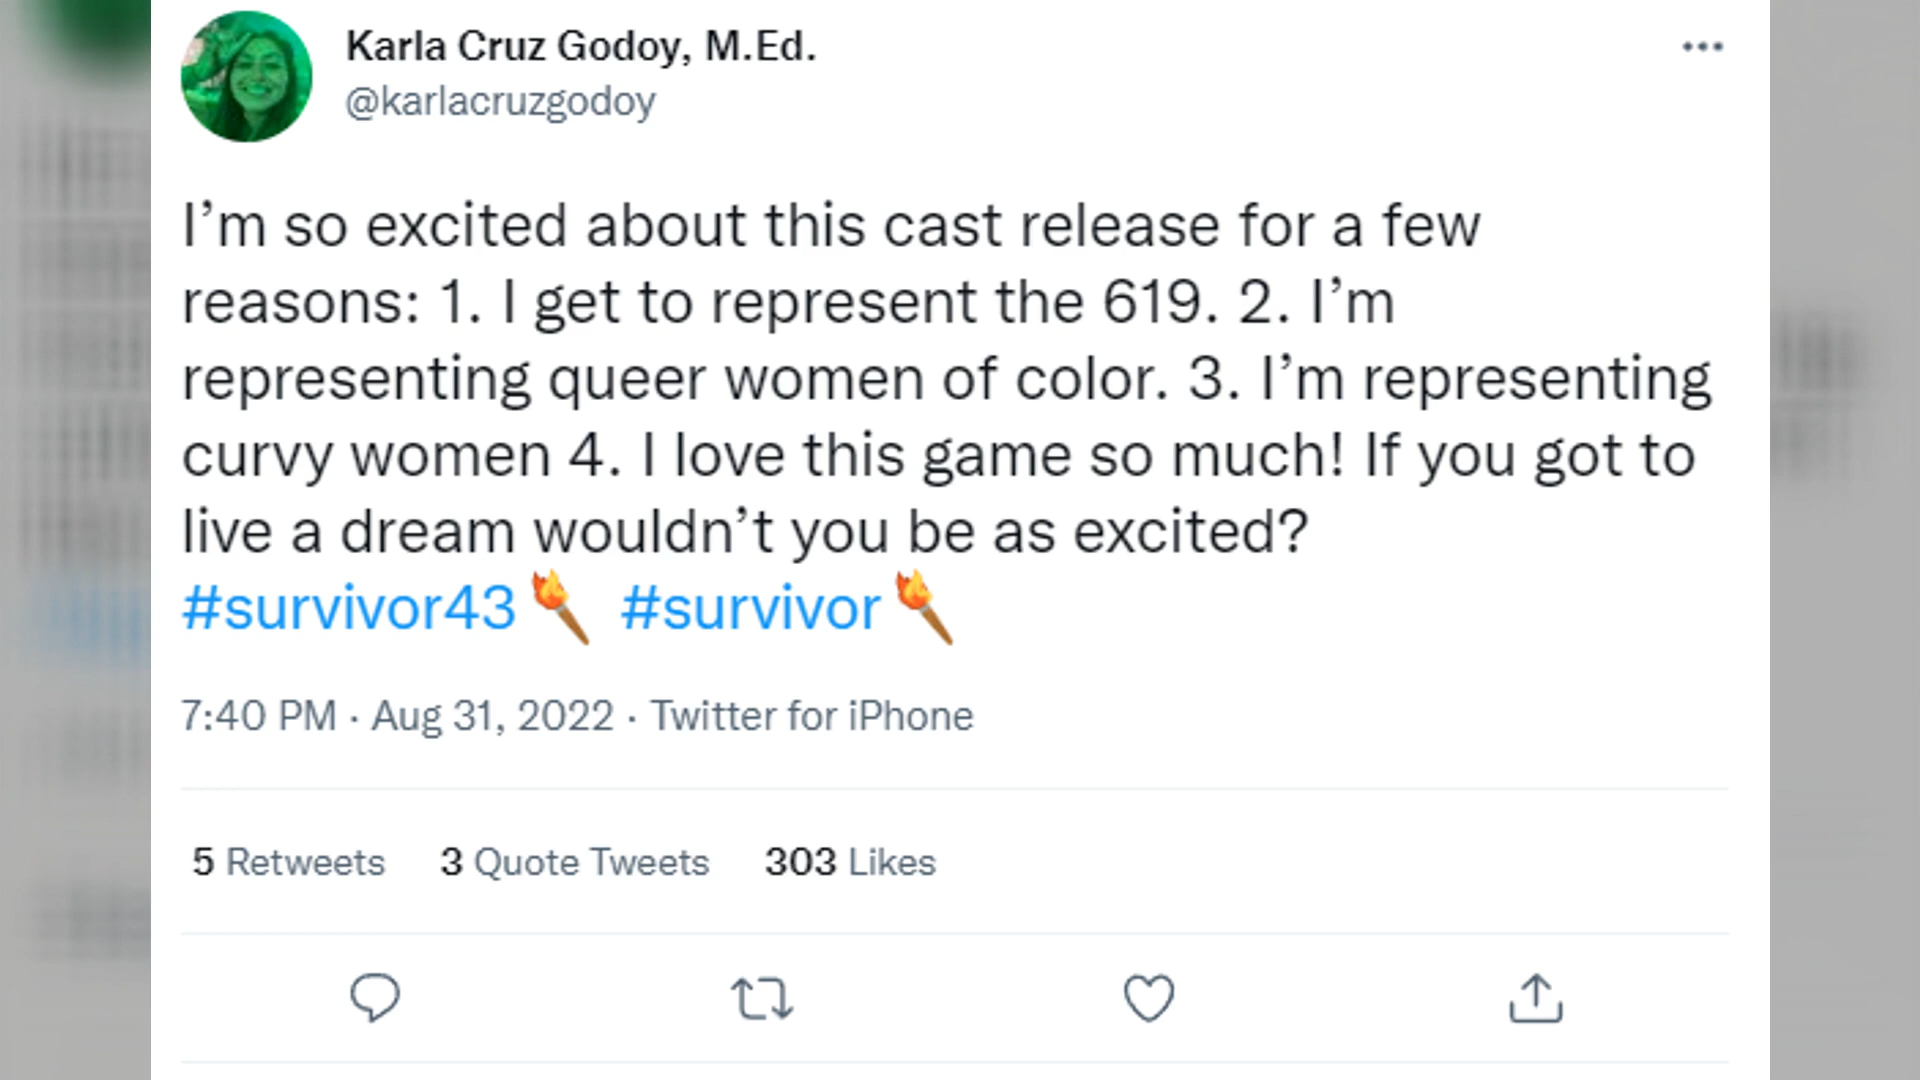 Karla Cruz Godoy, M.Ed.
@karlacruzgodoy
I’m so excited about this cast release for a few
reasons: 1. I get to represent the 619. 2. I’m
representing queer women of color. 3. I’m representing
curvy women 4. I love this game so much! If you got to
live a dream wouldn’t you be as excited?
#survivor43 #survivor
7:40 PM · Aug 31, 2022 · Twitter for iPhone
5 Retweets 3 Quote Tweets 303 Likes